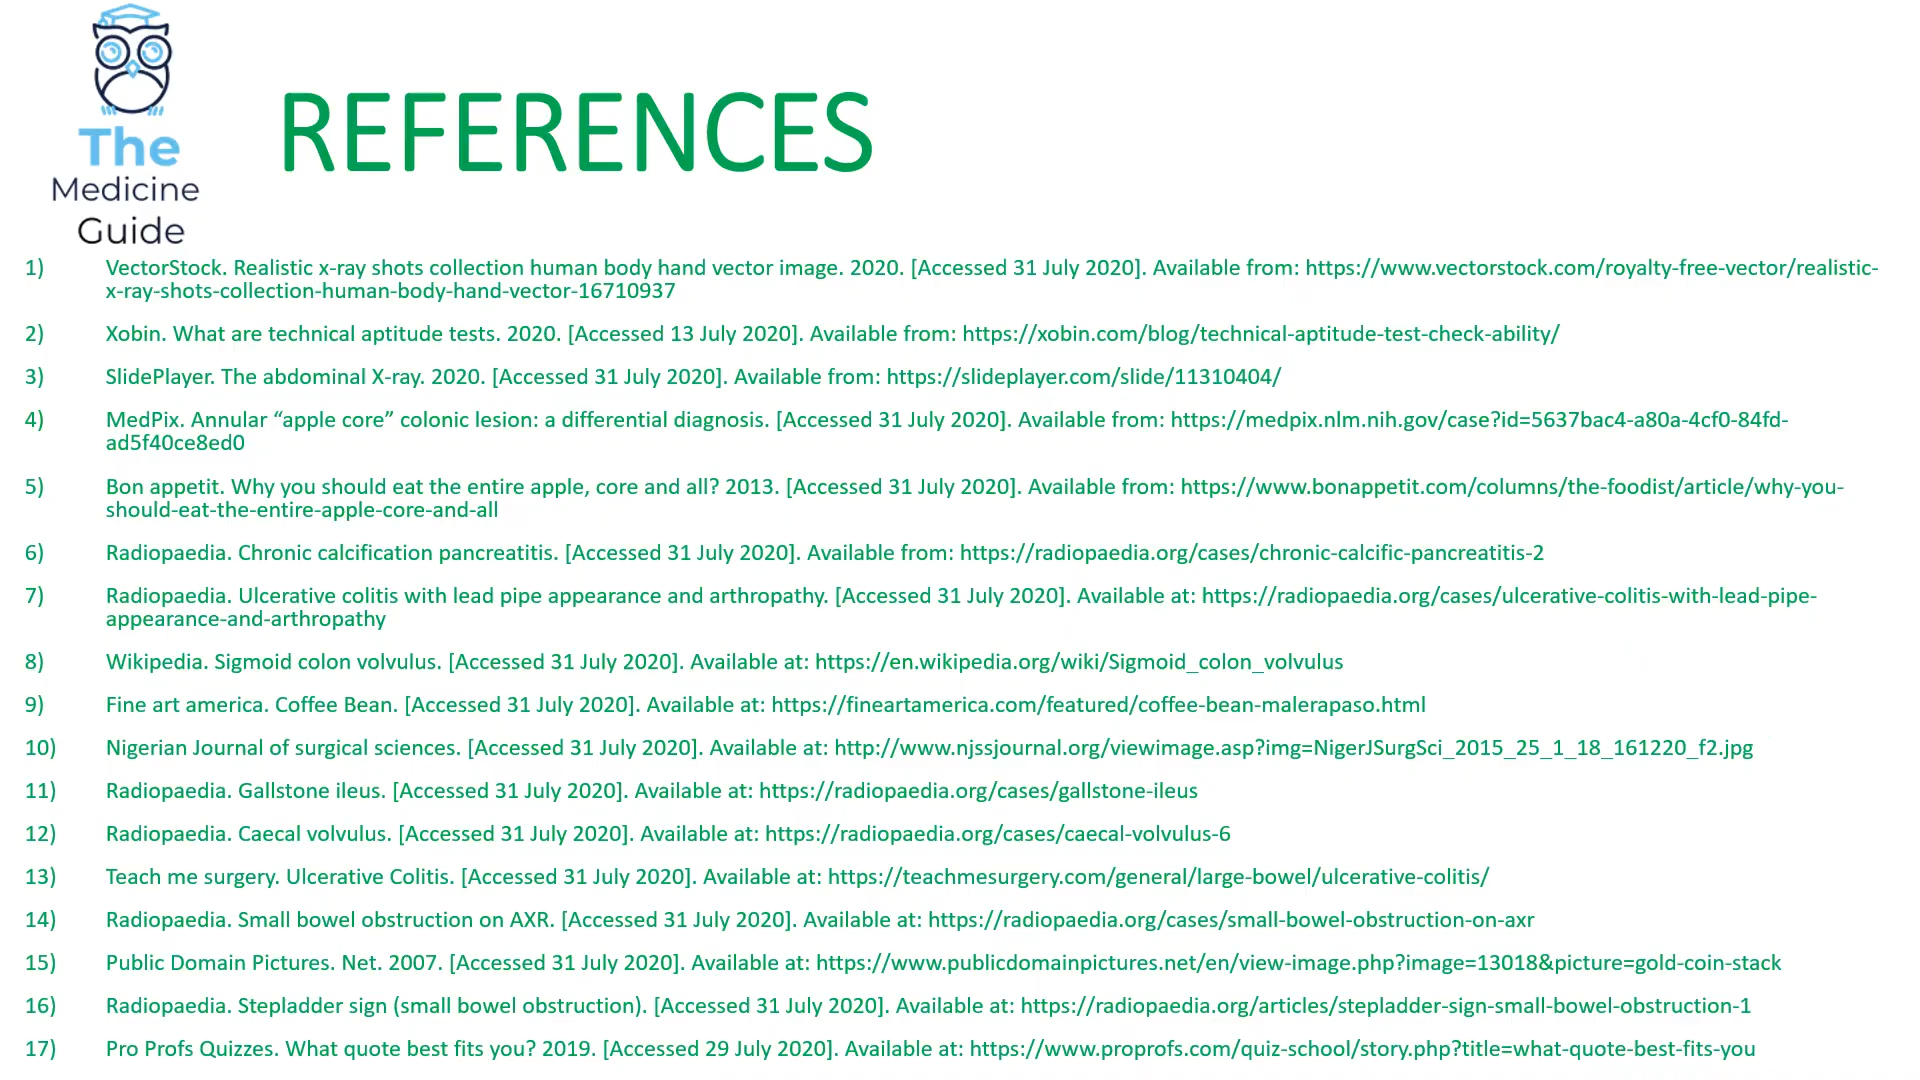 The
Medicine
Guide
REFERENCES
1) VectorStock. Realistic x-ray shots collection human body hand vector image. 2020. [Accessed 31 July 2020]. Available from: https://www.vectorstock.com/royalty-free-vector/realistic-
x-ray-shots-collection-human-body-hand-vector-16710937
2) Xobin. What are technical aptitude tests. 2020. [Accessed 13 July 2020]. Available from: https://xobin.com/blog/technical-aptitude-test-check-ability/
3) SlidePlayer. The abdominal X-ray. 2020. [Accessed 31 July 2020]. Available from: https://slideplayer.com/slide/11310404/
4) MedPix. Annular “apple core” colonic lesion: a differential diagnosis. [Accessed 31 July 2020]. Available from: https://medpix.nlm.nih.gov/case?id=5637bac4-a80a-4cf0-84fd-
ad5f40ce8ed0
5) Bon appetit. Why you should eat the entire apple, core and all? 2013. [Accessed 31 July 2020]. Available from: https://www.bonappetit.com/columns/the-foodist/article/why-you-
should-eat-the-entire-apple-core-and-all
6) Radiopaedia. Chronic calcification pancreatitis. [Accessed 31 July 2020]. Available from: https://radiopaedia.org/cases/chronic-calcific-pancreatitis-2
7) Radiopaedia. Ulcerative colitis with lead pipe appearance and arthropathy. [Accessed 31 July 2020]. Available at: https://radiopaedia.org/cases/ulcerative-colitis-with-lead-pipe-
appearance-and-arthropathy
8) Wikipedia. Sigmoid colon volvulus. [Accessed 31 July 2020]. Available at: https://en.wikipedia.org/wiki/Sigmoid_colon_volvulus
9) Fine art america. Coffee Bean. [Accessed 31 July 2020]. Available at: https://fineartamerica.com/featured/coffee-bean-malerapaso.html
10) Nigerian Journal of surgical sciences. [Accessed 31 July 2020]. Available at: http://www.njssjournal.org/viewimage.asp?img=NigerJSurgSci_2015_25_1_18_161220_f2.jpg
11) Radiopaedia. Gallstone ileus. [Accessed 31 July 2020]. Available at: https://radiopaedia.org/cases/gallstone-ileus
12) Radiopaedia. Caecal volvulus. [Accessed 31 July 2020]. Available at: https://radiopaedia.org/cases/caecal-volvulus-6
13) Teach me surgery. Ulcerative Colitis. [Accessed 31 July 2020]. Available at: https://teachmesurgery.com/general/large-bowel/ulcerative-colitis/
14) Radiopaedia. Small bowel obstruction on AXR. [Accessed 31 July 2020]. Available at: https://radiopaedia.org/cases/small-bowel-obstruction-on-axr
15) Public Domain Pictures. Net. 2007. [Accessed 31 July 2020]. Available at: https://www.publicdomainpictures.net/en/view-image.php?image=13018&picture=gold-coin-stack
16) Radiopaedia. Stepladder sign (small bowel obstruction). [Accessed 31 July 2020]. Available at: https://radiopaedia.org/articles/stepladder-sign-small-bowel-obstruction-1
17) Pro Profs Quizzes. What quote best fits you? 2019. [Accessed 29 July 2020]. Available at: https://www.proprofs.com/quiz-school/story.php?title=what-quote-best-fits-you